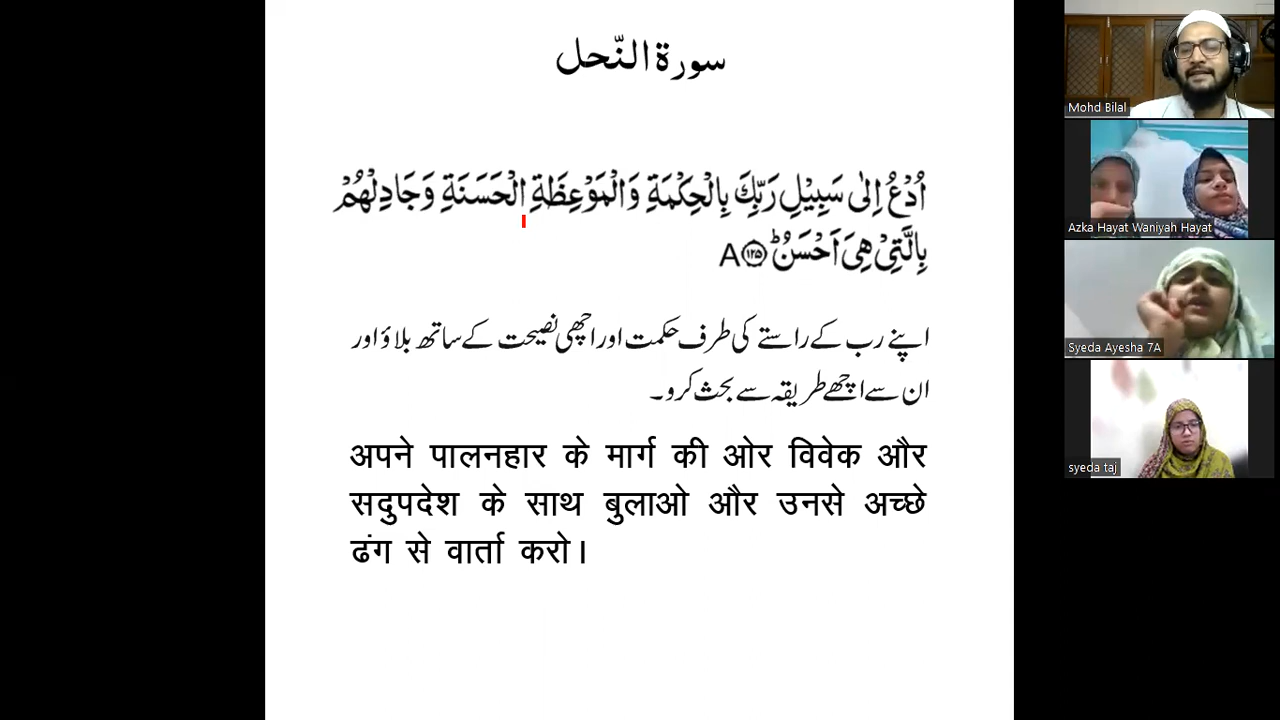 سورة النّحل
اُدْعُ اِلٰى سَبِيْلِ رَبِّكَ بِالْحِكْمَةِ وَالْمَوْعِظَةِ الْحَسَنَةِ وَجَادِلْهُمْ
بِالَّتِىْ هِىَ اَحْسَنُ ؕ ۝۱۲۵ A
اپنے رب کے راستے کی طرف حکمت اور اچھی نصیحت کے ساتھ بلاؤ اور
ان سے اچھے طریقہ سے بحث کرو۔
अपने पालनहार के मार्ग की ओर विवेक और
सदुपदेश के साथ बुलाओ और उनसे अच्छे
ढंग से वार्ता करो।
Mohd Bilal
Azka Hayat Waniyah Hayat
Syeda Ayesha 7A
syeda taj